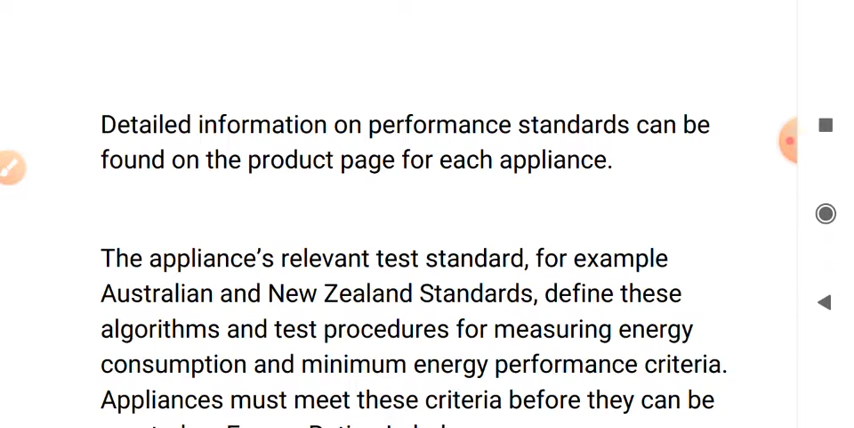 Detailed information on performance standards can be
found on the product page for each appliance.
The appliance’s relevant test standard, for example
Australian and New Zealand Standards, define these
algorithms and test procedures for measuring energy
consumption and minimum energy performance criteria.
Appliances must meet these criteria before they can be